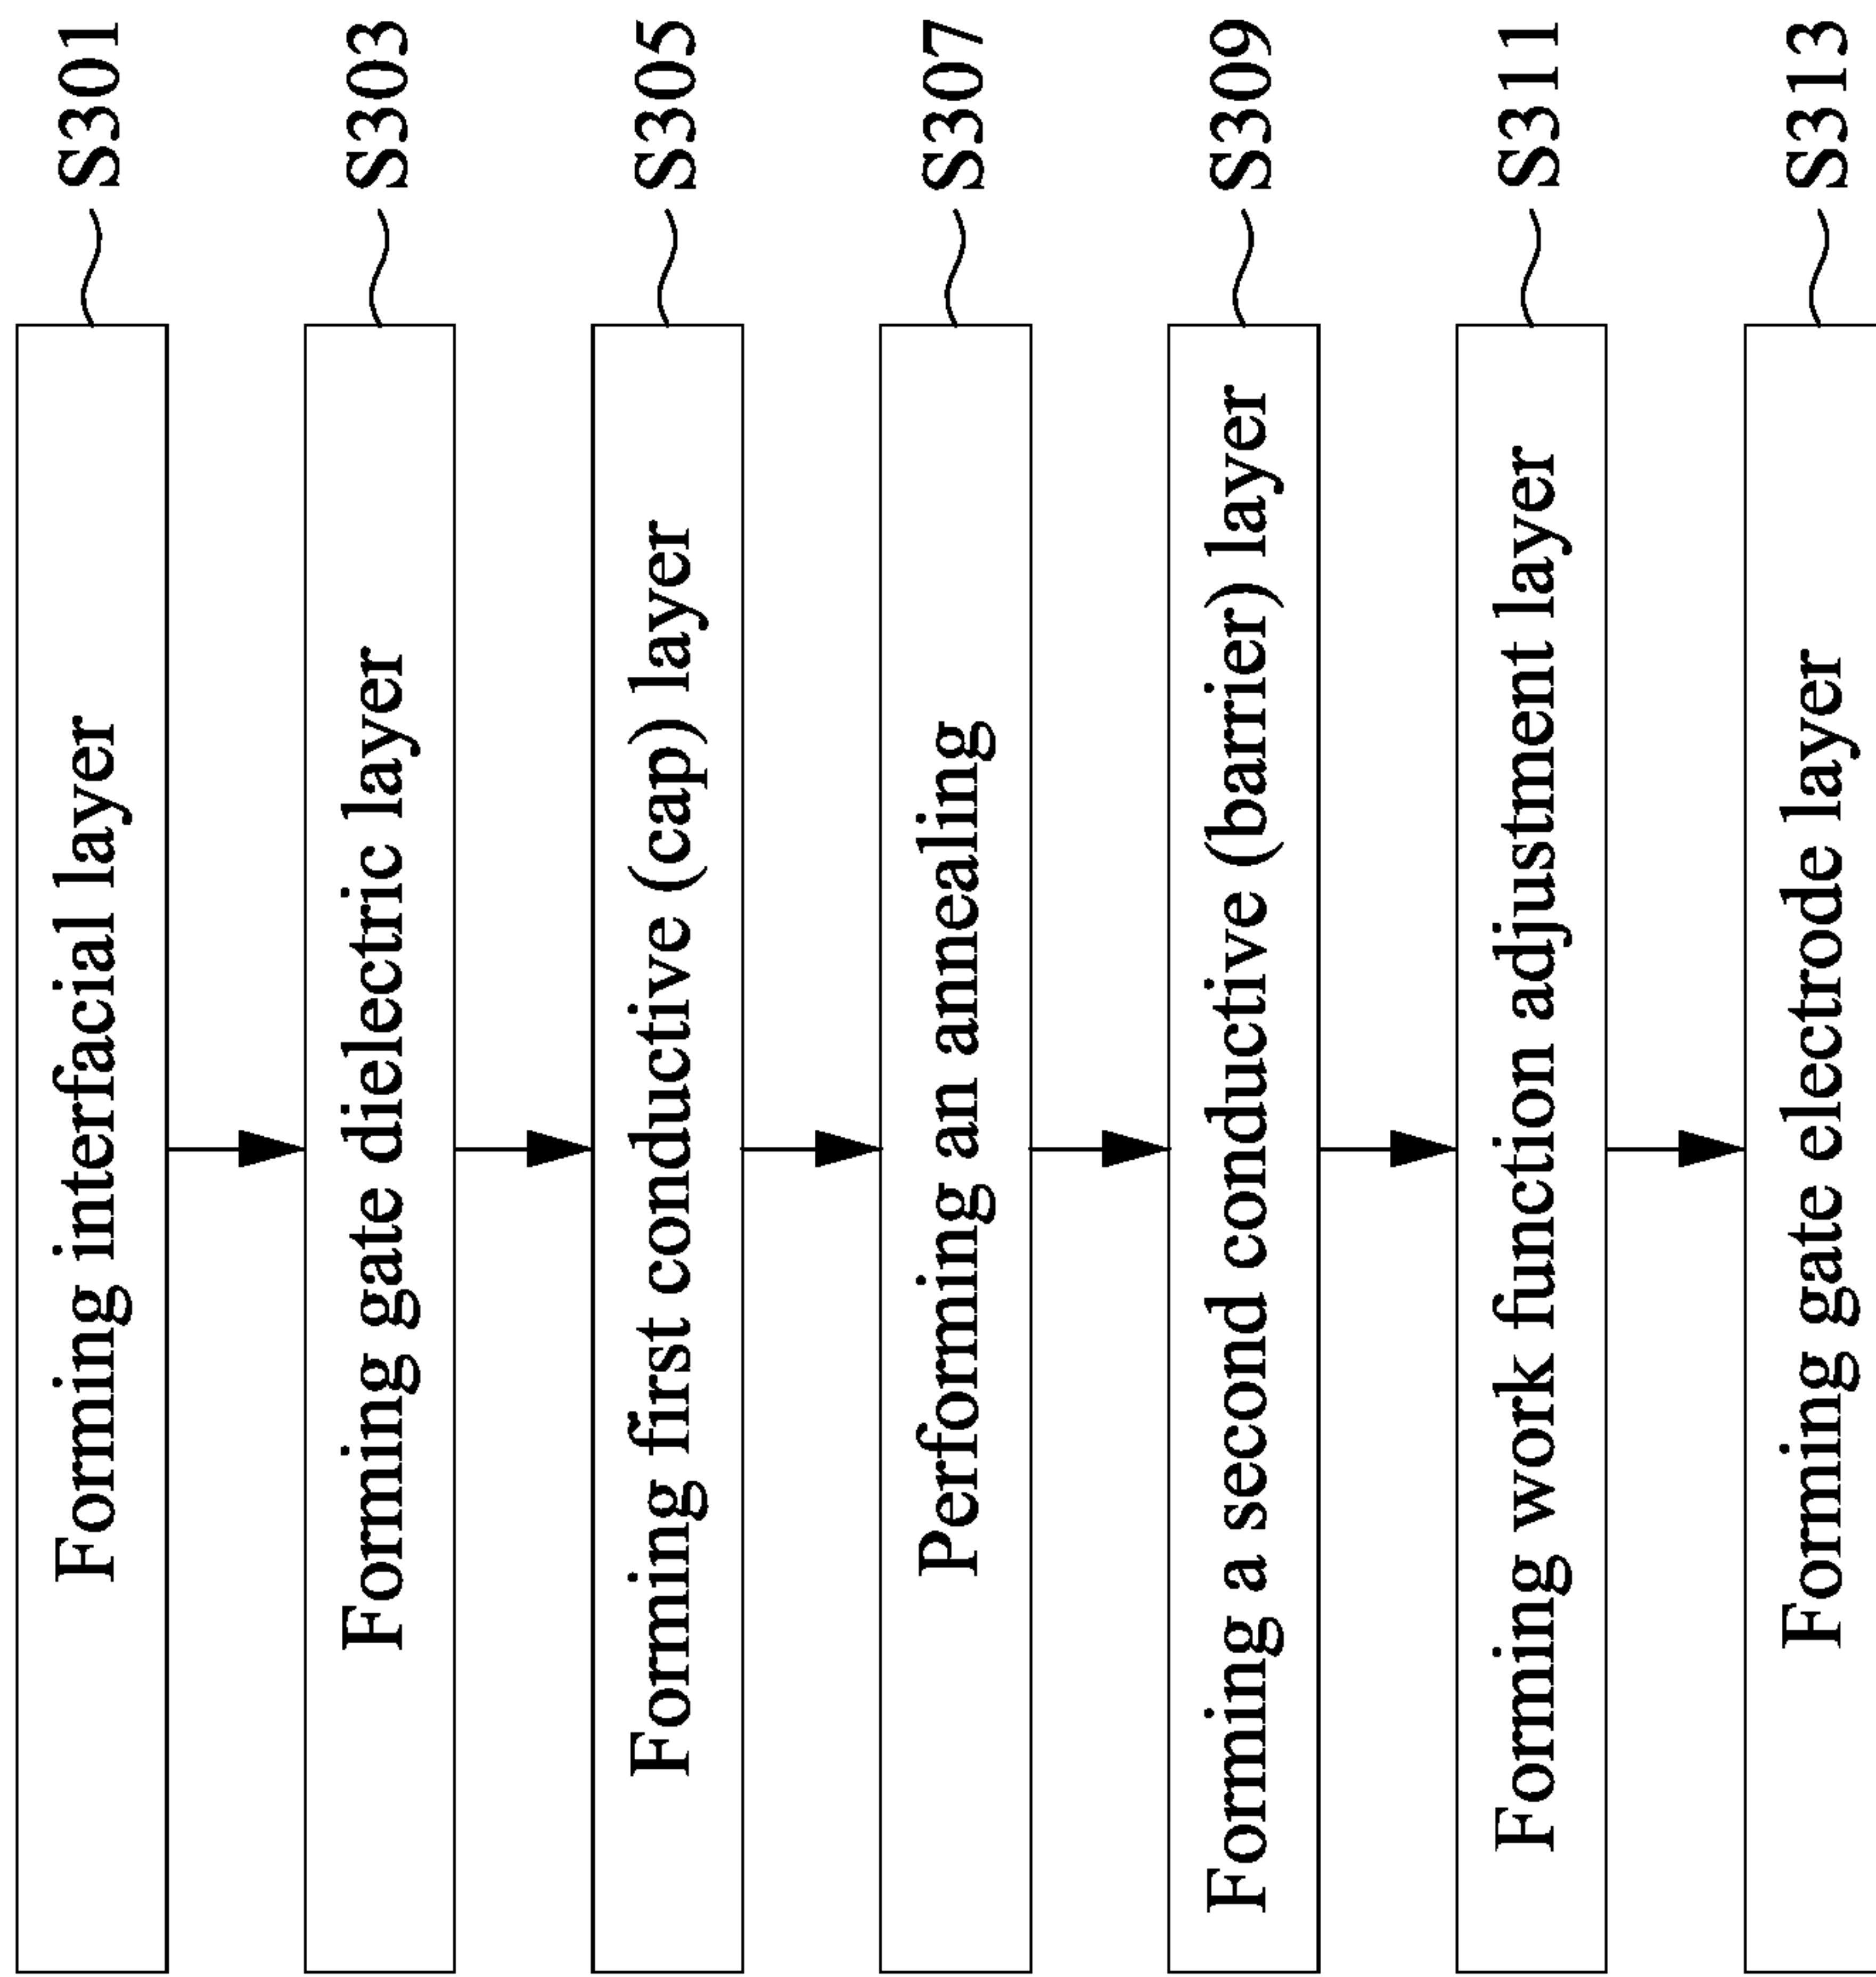 Forming interfacial layer
S301
Forming gate dielectric layer
S303
Forming first conductive (cap) layer
S305
Performing an annealing
S307
Forming a second conductive (barrier) layer
S309
Forming work function adjustment layer
S311
Forming gate electrode layer
S313